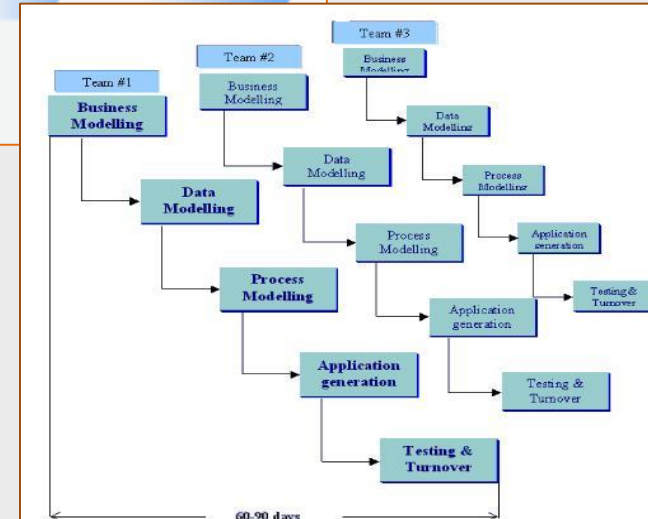 Team #1
Business
Modelling
Data
Modelling
Process
Modelling
Application
generation
Testing &
Turnover
Team #2
Business
Modelling
Data
Modelling
Process
Modelling
Application
generation
Testing &
Turnover
Team #3
Business
Modelling
Data
Modelling
Process
Modelling
Application
generation
Testing &
Turnover
60-90 days